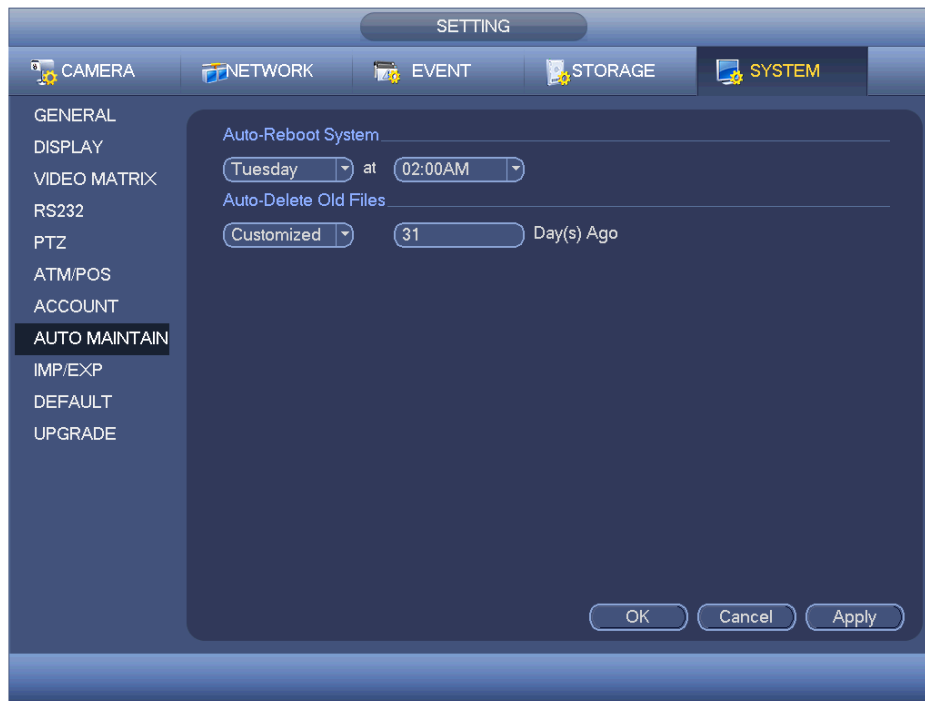 SETTING
CAMERA NETWORK EVENT STORAGE SYSTEM
GENERAL
DISPLAY
VIDEO MATRIX
RS232
PTZ
ATM/POS
ACCOUNT
AUTO MAINTAIN
IMP/EXP
DEFAULT
UPGRADE
Auto-Reboot System
Tuesday at 02:00AM
Auto-Delete Old Files
Customized 31 Day(s) Ago
OK Cancel Apply